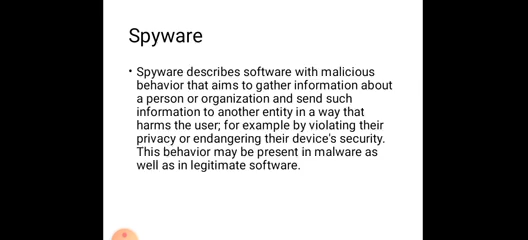 Spyware
• Spyware describes software with malicious
behavior that aims to gather information about
a person or organization and send such
information to another entity in a way that
harms the user; for example by violating their
privacy or endangering their device's security.
This behavior may be present in malware as
well as in legitimate software.